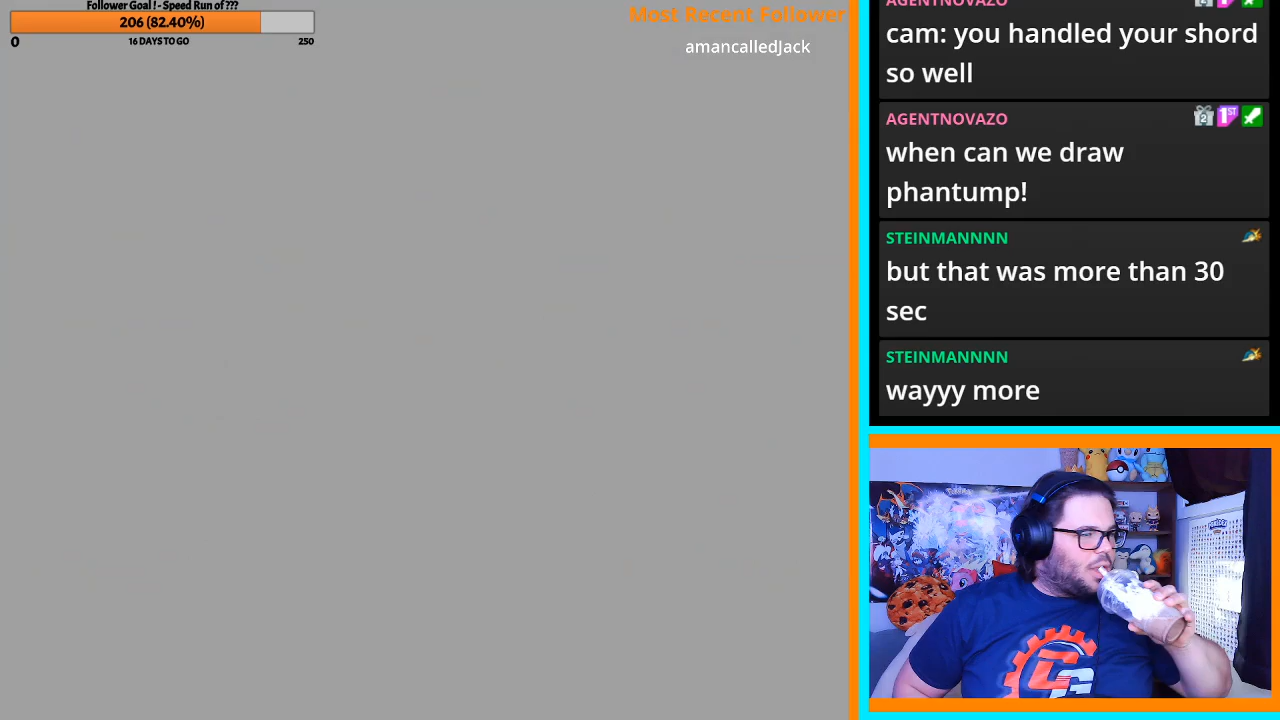 Follower Goal ! - Speed Run of ???
206 (82.40%)
0
16 DAYS TO GO
250
Most Recent Follower
amancalledJack
AGENTNOVAZO
cam: you handled your shord
so well
AGENTNOVAZO
when can we draw
phantump!
STEINMANNNN
but that was more than 30
sec
STEINMANNNN
wayyy more